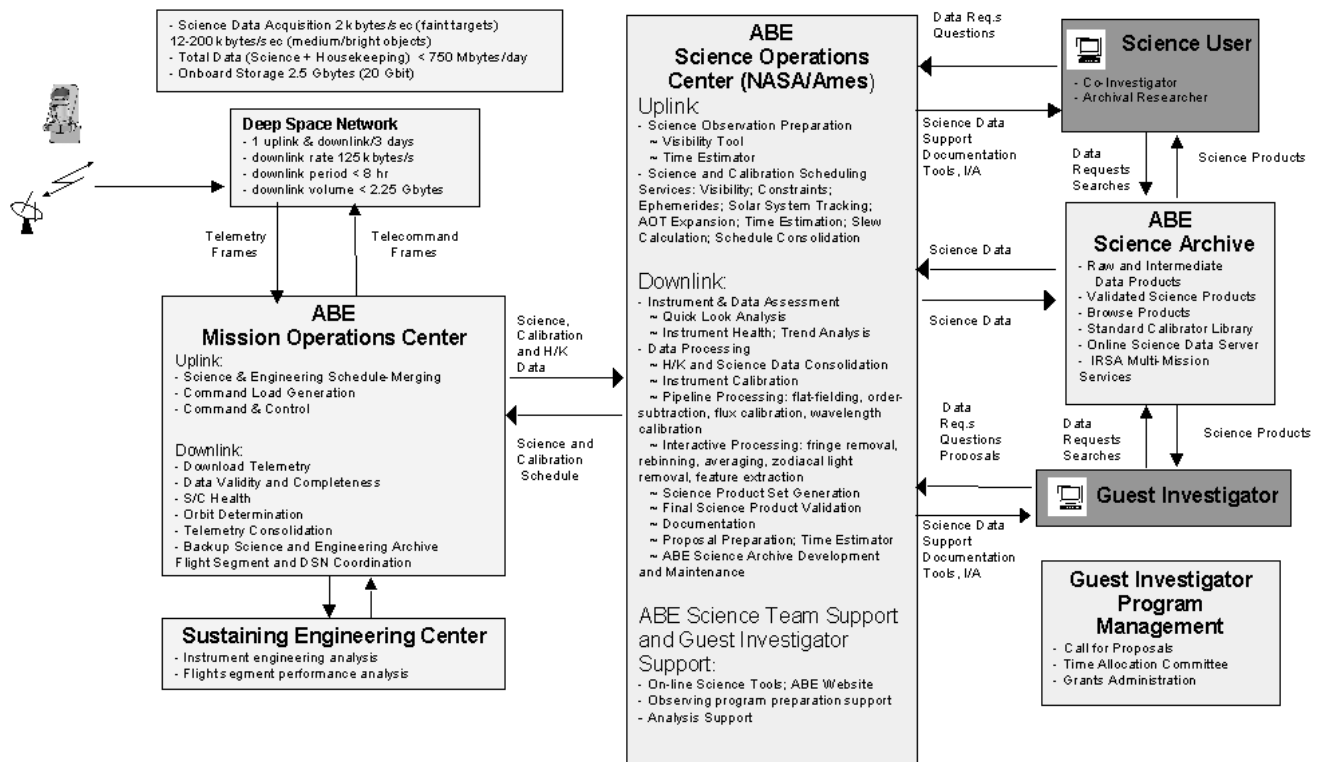 - Science Data Acquisition 2 kbytes/sec (faint targets)
12-200 kbytes/sec (medium/bright objects)
- Total Data (Science + Housekeeping) < 750 Mbytes/day
- Onboard Storage 2.5 Gbytes (20 Gbit)
Deep Space Network
- 1 uplink & downlink/3 days
- downlink rate 125 kbytes/s
- downlink period < 8 hr
- downlink volume < 2.25 Gbytes
Telemetry
Frames
Telecommand
Frames
ABE
Mission Operations Center
Uplink:
- Science & Engineering Schedule-Merging
- Command Load Generation
- Command & Control
Downlink:
- Download Telemetry
- Data Validity and Completeness
- S/C Health
- Orbit Determination
- Telemetry Consolidation
- Backup Science and Engineering Archive
Flight Segment and DSN Coordination
Sustaining Engineering Center
- Instrument engineering analysis
- Flight segment performance analysis
Science,
Calibration
and H/K
Data
Science and
Calibration
Schedule
ABE
Science Operations
Center (NASA/Ames)
Uplink:
- Science Observation Preparation
~ Visibility Tool
~ Time Estimator
- Science and Calibration Scheduling
Services: Visibility; Constraints;
Ephemerides; Solar System Tracking;
AOT Expansion; Time Estimation; Slew
Calculation; Schedule Consolidation
Downlink:
- Instrument & Data Assessment
~ Quick Look Analysis
~ Instrument Health; Trend Analysis
- Data Processing
~ H/K and Science Data Consolidation
~ Instrument Calibration
~ Pipeline Processing: flat-fielding, order-
subtraction, flux calibration, wavelength
calibration
~ Interactive Processing: fringe removal,
rebinning, averaging, zodiacal light
removal, feature extraction
~ Science Product Set Generation
~ Final Science Product Validation
~ Documentation
~ Proposal Preparation; Time Estimator
~ ABE Science Archive Development
and Maintenance
ABE Science Team Support
and Guest Investigator
Support:
- On-line Science Tools; ABE Website
- Observing program preparation support
- Analysis Support
Data Req.s
Questions
Science Data
Support
Documentation
Tools, I/A
Science User
- Co-Investigator
- Archival Researcher
Data
Requests
Searches
Science Products
Science Data
Science Data
ABE
Science Archive
- Raw and Intermediate
Data Products
- Validated Science Products
- Browse Products
- Standard Calibrator Library
- Online Science Data Server
- IRSA Multi-Mission
Services
Data
Req.s
Questions
Proposals
Data
Requests
Searches
Science Products
Guest Investigator
Science Data
Support
Documentation
Tools, I/A
Guest Investigator
Program
Management
- Call for Proposals
- Time Allocation Committee
- Grants Administration